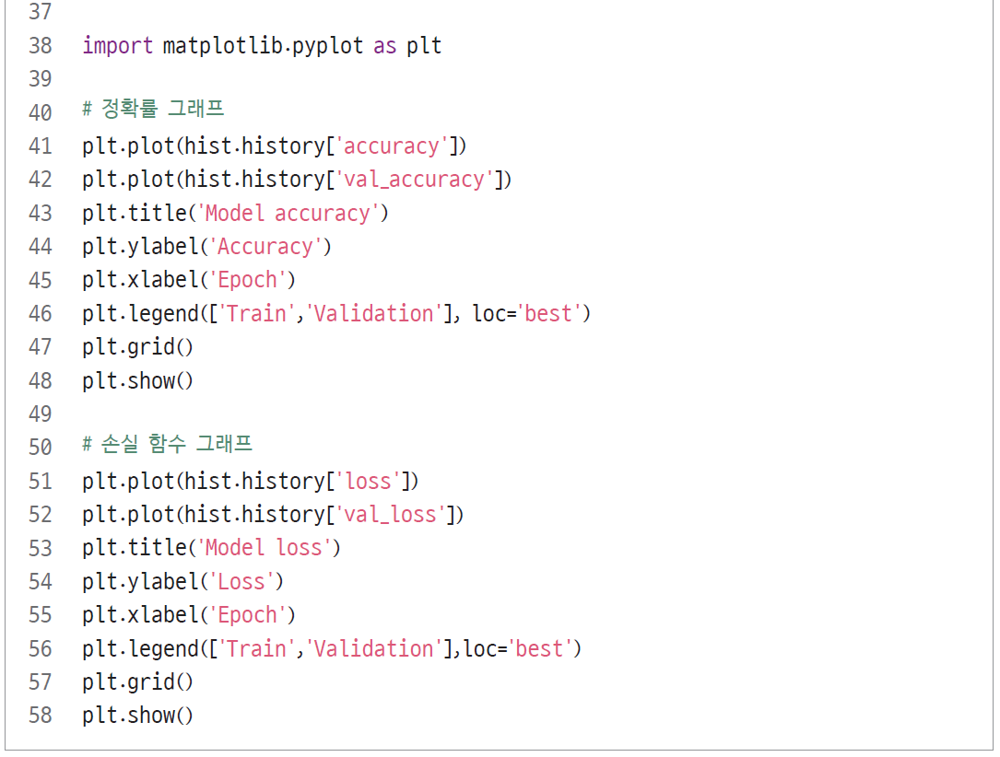 37
38 import matplotlib.pyplot as plt
39
40 # 정확률 그래프
41 plt.plot(hist.history['accuracy'])
42 plt.plot(hist.history['val_accuracy'])
43 plt.title('Model accuracy')
44 plt.ylabel('Accuracy')
45 plt.xlabel('Epoch')
46 plt.legend(['Train','Validation'], loc='best')
47 plt.grid()
48 plt.show()
49
50 # 손실 함수 그래프
51 plt.plot(hist.history['loss'])
52 plt.plot(hist.history['val_loss'])
53 plt.title('Model loss')
54 plt.ylabel('Loss')
55 plt.xlabel('Epoch')
56 plt.legend(['Train','Validation'],loc='best')
57 plt.grid()
58 plt.show()